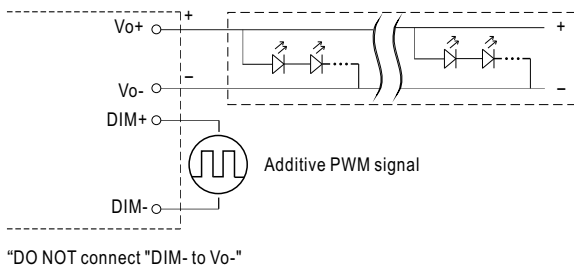 Vo+
+
+
−
Vo-
−
DIM+
Additive PWM signal
DIM-
“DO NOT connect "DIM- to Vo-"